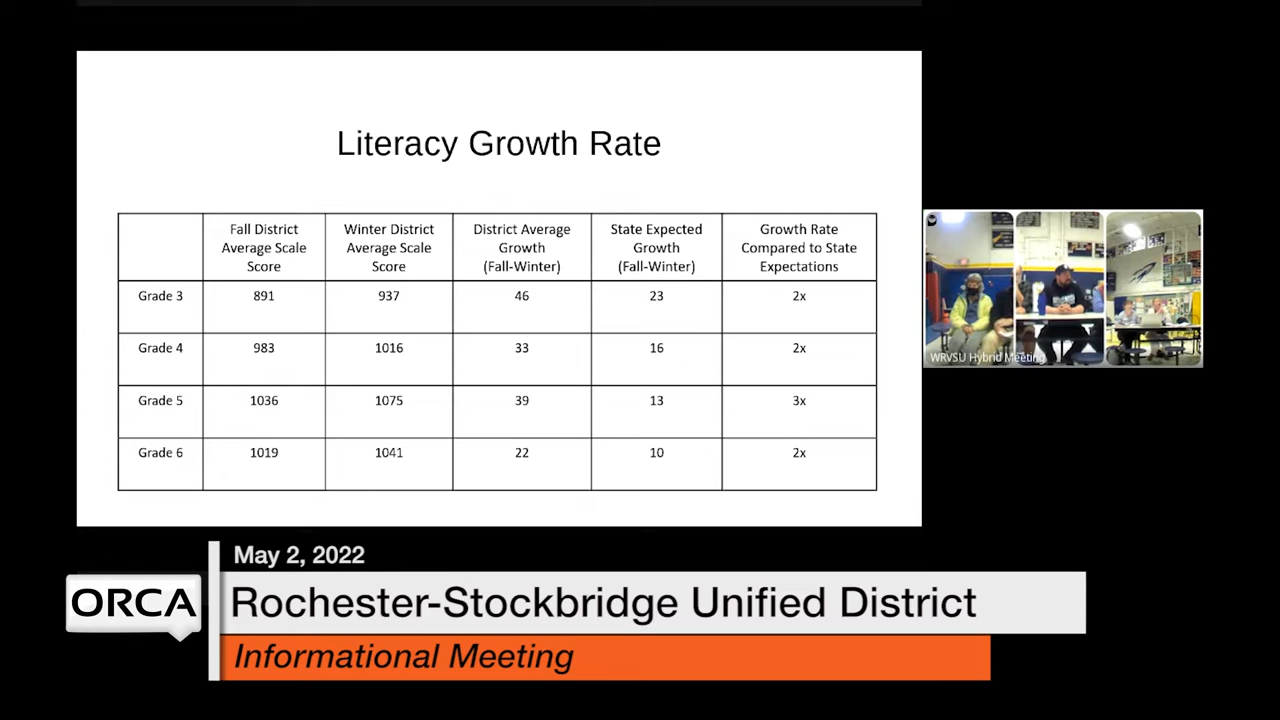 Literacy Growth Rate
Fall District Average Scale Score
Winter District Average Scale Score
District Average Growth (Fall-Winter)
State Expected Growth (Fall-Winter)
Growth Rate Compared to State Expectations
Grade 3 891 937 46 23 2x
Grade 4 983 1016 33 16 2x
Grade 5 1036 1075 39 13 3x
Grade 6 1019 1041 22 10 2x
WRVSU Hybrid Meeting
May 2, 2022
ORCA
Rochester-Stockbridge Unified District
Informational Meeting